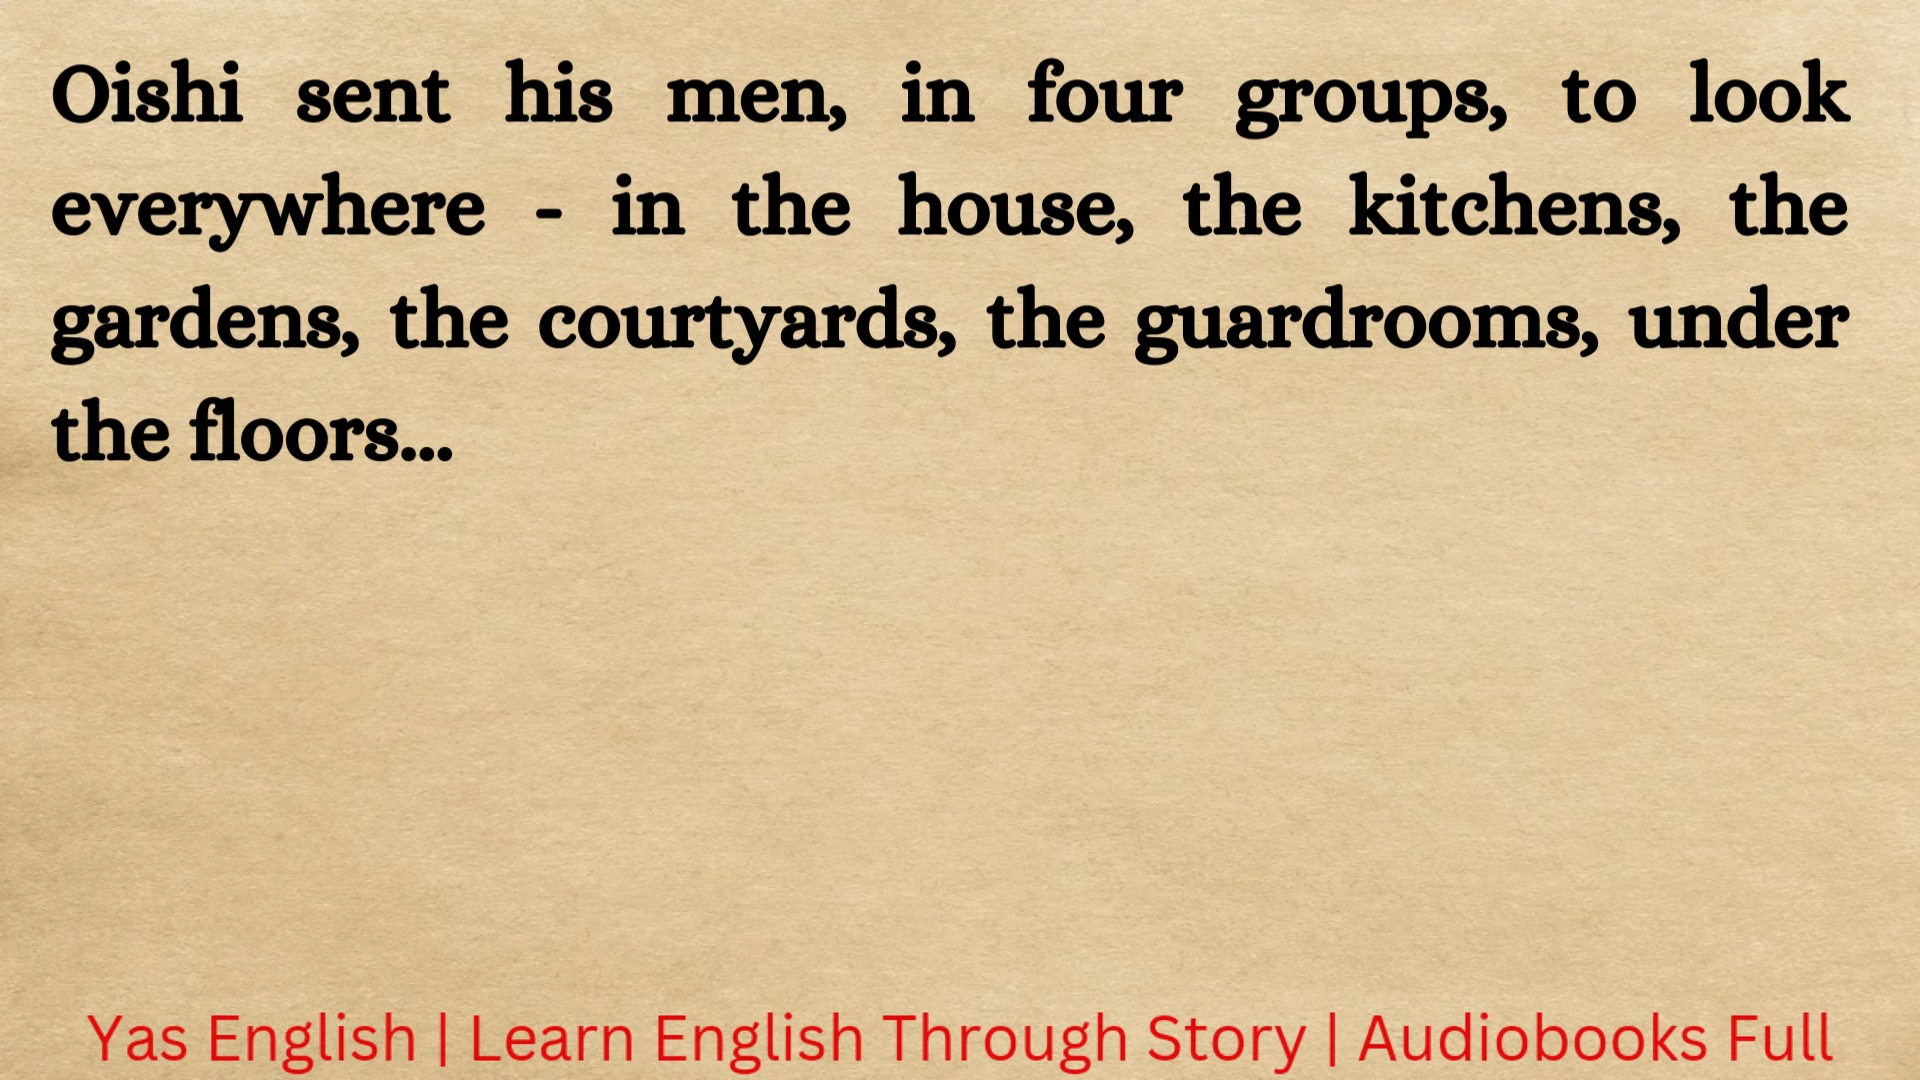 Oishi sent his men, in four groups, to look
everywhere - in the house, the kitchens, the
gardens, the courtyards, the guardrooms, under
the floors...
Yas English | Learn English Through Story | Audiobooks Full